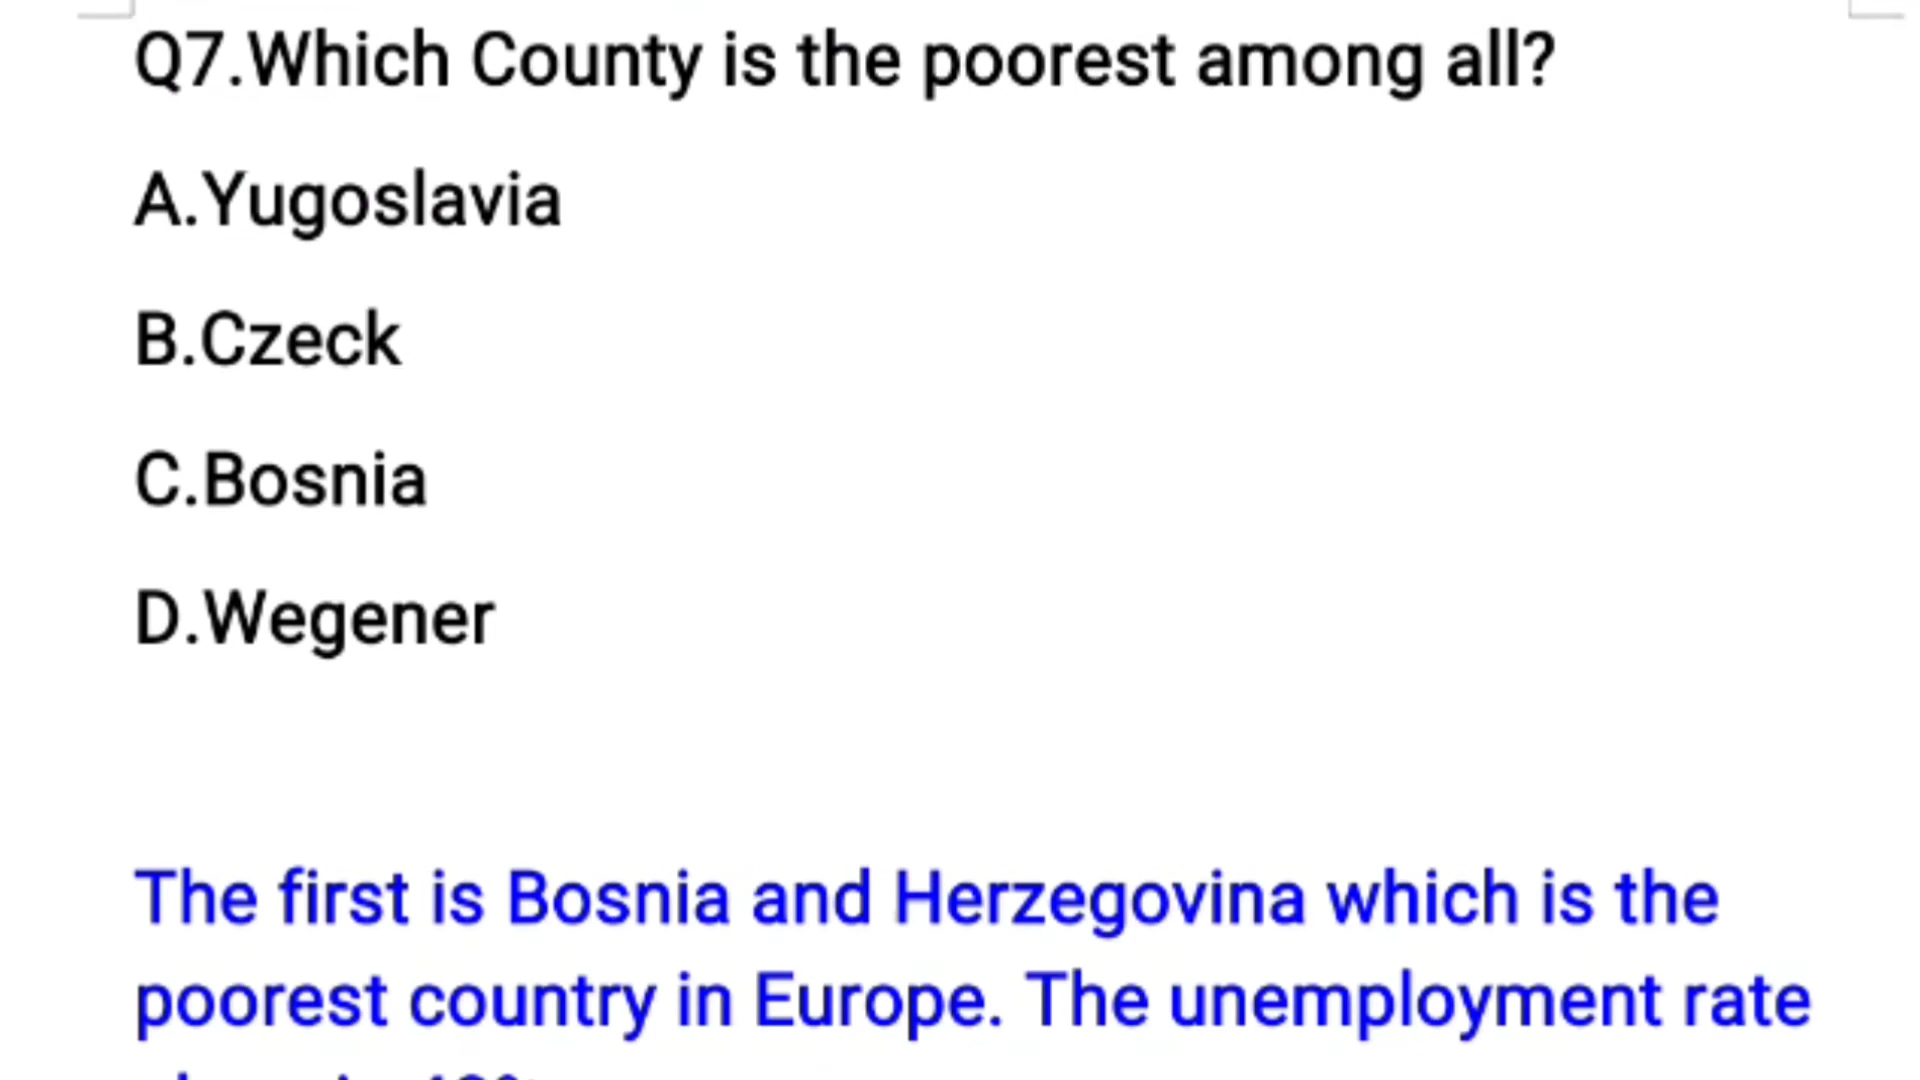 Q7.Which County is the poorest among all?
A.Yugoslavia
B.Czeck
C.Bosnia
D.Wegener
The first is Bosnia and Herzegovina which is the
poorest country in Europe. The unemployment rate